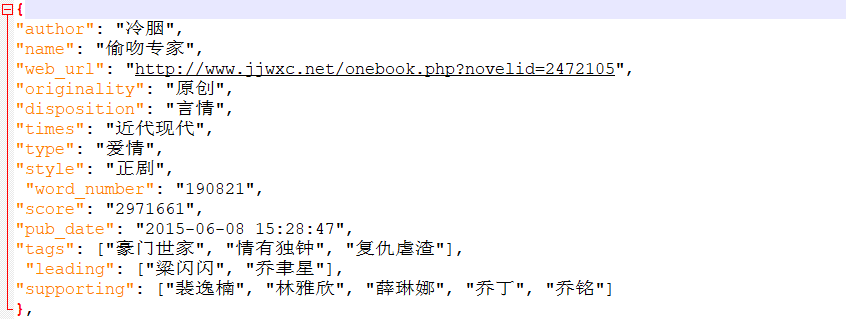 {
"author": "冷胭",
"name": "偷吻专家",
"web_url": "http://www.jjwxc.net/onebook.php?novelid=2472105",
"originality": "原创",
"disposition": "言情",
"times": "近代现代",
"type": "爱情",
"style": "正剧",
"word_number": "190821",
"score": "2971661",
"pub_date": "2015-06-08 15:28:47",
"tags": ["豪门世家", "情有独钟", "复仇虐渣"],
"leading": ["梁闪闪", "乔聿星"],
"supporting": ["裴逸楠", "林雅欣", "薛琳娜", "乔丁", "乔铭"]
},